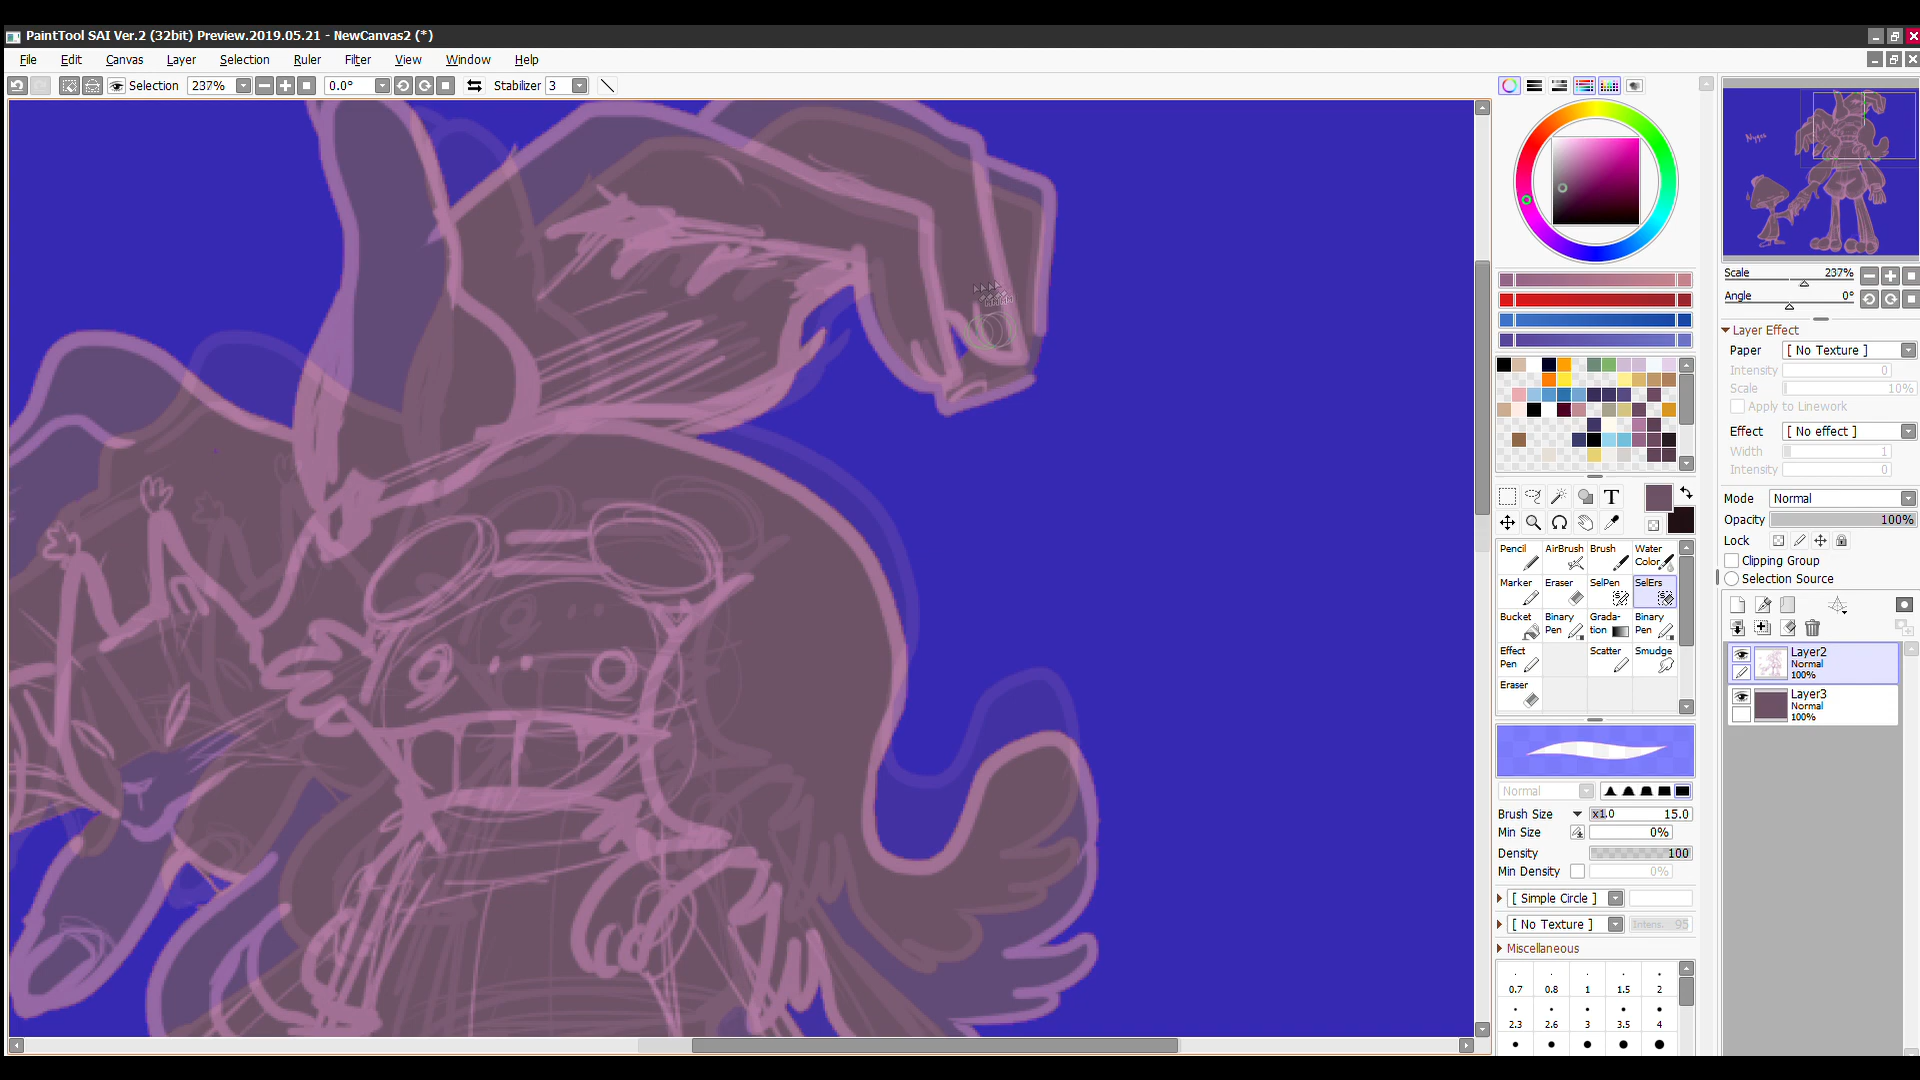 PaintTool SAI Ver.2 (32bit) Preview.2019.05.21 - NewCanvas2 (*)
File Edit Canvas Layer Selection Ruler Filter View Window Help
Selection 237% 0.0° Stabilizer 3
Scale 237%
Angle 0°
Layer Effect
Paper [ No Texture ]
Intensity 0
Scale 10%
Apply to Linework
Effect [ No effect ]
Width 1
Intensity 0
Mode Normal
Opacity 100%
Lock
Clipping Group
Selection Source
Layer2
Normal
100%
Layer3
Normal
100%
T
Pencil AirBrush Brush Water Color
Marker Eraser SelPen SelErs
Bucket Binary Pen Grada-tion Binary Pen
Effect Pen Scatter Smudge
Eraser
Normal
Brush Size x1.0 15.0
Min Size 0%
Density 100
Min Density 0%
[ Simple Circle ]
[ No Texture ] Intens. 95
Miscellaneous
0.7 0.8 1 1.5 2
2.3 2.6 3 3.5 4